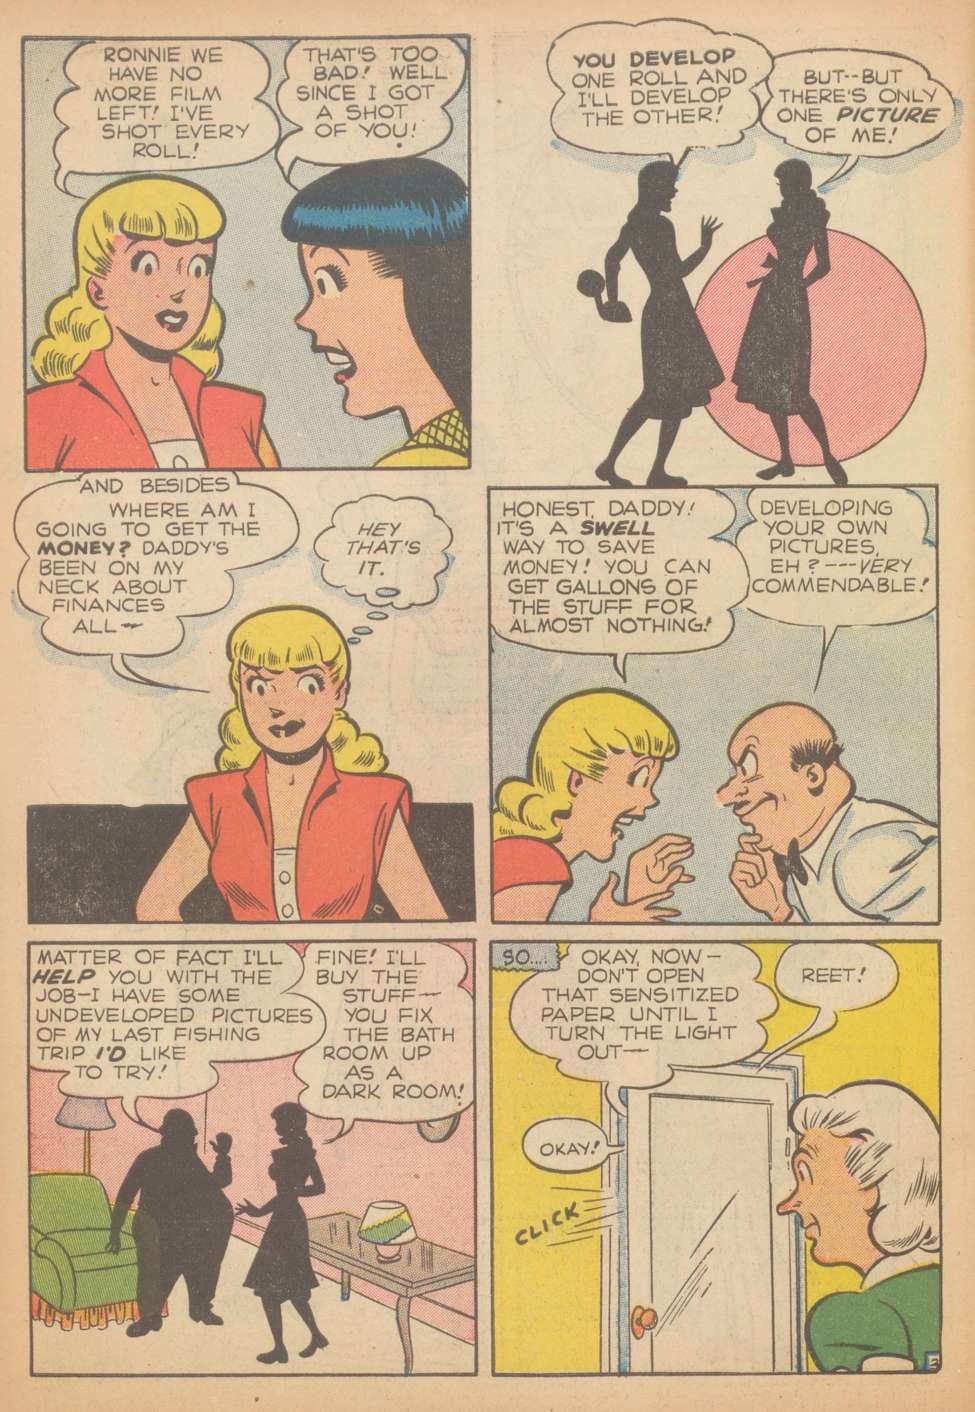 RONNIE WE
HAVE NO
MORE FILM
LEFT! I'VE
SHOT EVERY
ROLL!
THAT'S TOO
BAD! WELL
SINCE I GOT
A SHOT
OF YOU!
YOU DEVELOP
ONE ROLL AND
I'LL DEVELOP
THE OTHER!
BUT--BUT
THERE'S ONLY
ONE PICTURE
OF ME!
AND BESIDES
WHERE AM I
GOING TO GET THE
MONEY? DADDY'S
BEEN ON MY
NECK ABOUT
FINANCES
ALL—
HEY
THAT'S
IT.
HONEST, DADDY!
IT'S A SWELL
WAY TO SAVE
MONEY! YOU CAN
GET GALLONS OF
THE STUFF FOR
ALMOST NOTHING!
DEVELOPING
YOUR OWN
PICTURES,
EH?---VERY
COMMENDABLE!
MATTER OF FACT I'LL
HELP YOU WITH THE
JOB-I HAVE SOME
UNDEVELOPED PICTURES
OF MY LAST FISHING
TRIP I'D LIKE
TO TRY!
FINE! I'LL
BUY THE
STUFF—
YOU FIX
THE BATH
ROOM UP
AS A
DARK ROOM!
SO....
OKAY, NOW—
DON'T OPEN
THAT SENSITIZED
PAPER UNTIL I
TURN THE LIGHT
OUT—
REET!
OKAY!
CLICK
3